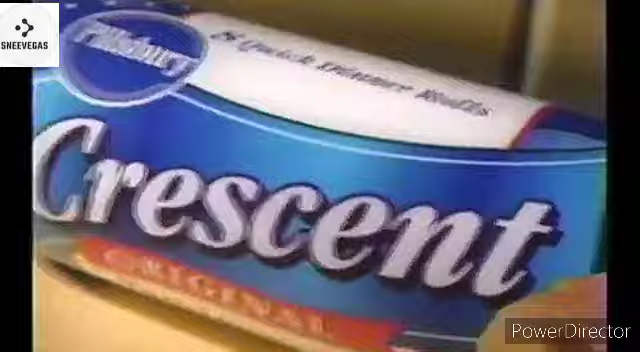 SNEEVEGAS
Pillsbury
8 Quick Dinner Rolls
Crescent
ORIGINAL
PowerDirector